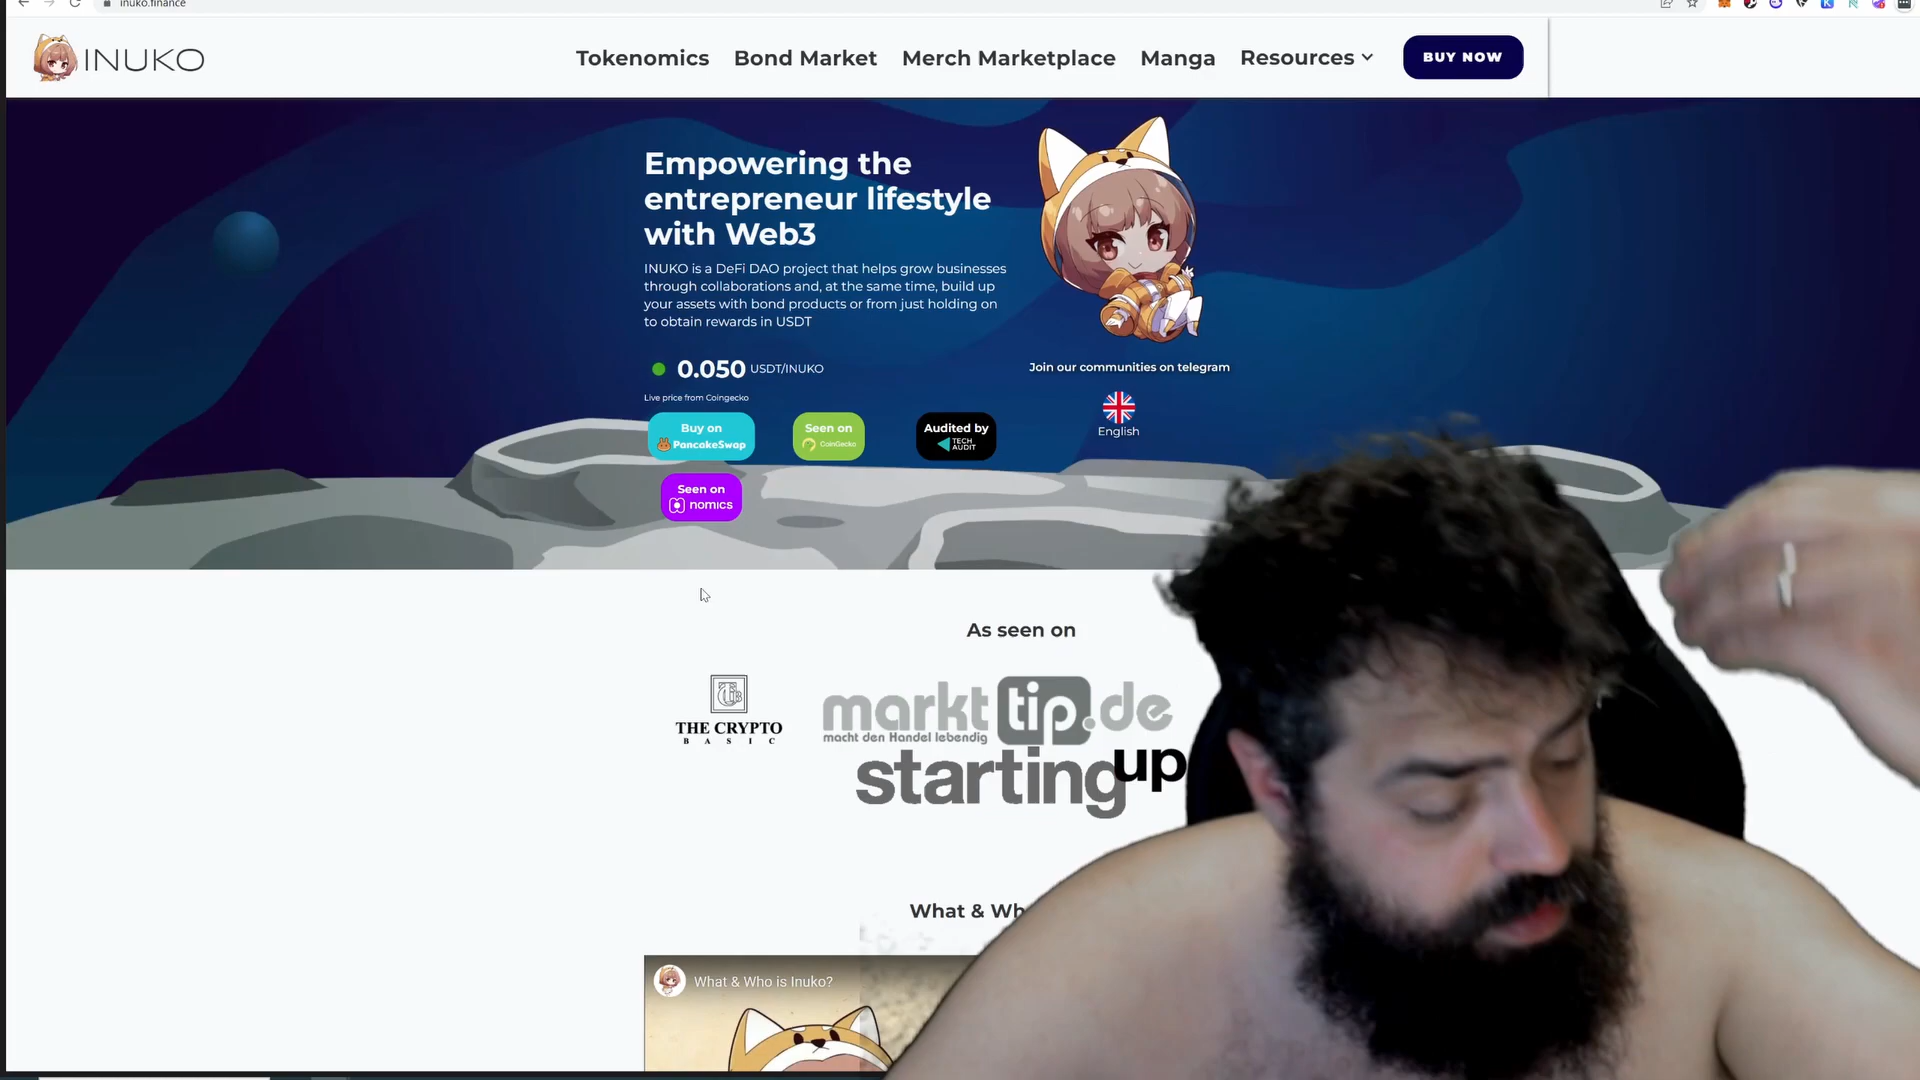 inuko.finance
INUKO
Tokenomics
Bond Market
Merch Marketplace
Manga
Resources
BUY NOW
Empowering the
entrepreneur lifestyle
with Web3
INUKO is a DeFi DAO project that helps grow businesses
through collaborations and, at the same time, build up
your assets with bond products or from just holding on
to obtain rewards in USDT
0.050 USDT/INUKO
Live price from Coingecko
Join our communities on telegram
English
Buy on
PancakeSwap
Seen on
CoinGecko
Audited by
TECH
AUDIT
Seen on
nomics
As seen on
THE CRYPTO
BASIC
markttip.de
macht den Handel lebendig
startingup
What & Wh
What & Who is Inuko?